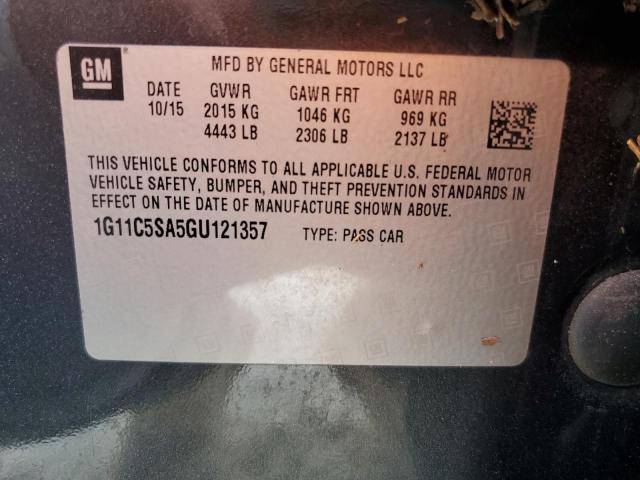 GM
MFD BY GENERAL MOTORS LLC
DATE GVWR GAWR FRT GAWR RR
10/15 2015 KG 1046 KG 969 KG
4443 LB 2306 LB 2137 LB
THIS VEHICLE CONFORMS TO ALL APPLICABLE U.S. FEDERAL MOTOR
VEHICLE SAFETY, BUMPER, AND THEFT PREVENTION STANDARDS IN
EFFECT ON THE DATE OF MANUFACTURE SHOWN ABOVE.
1G11C5SA5GU121357 TYPE: PASS CAR